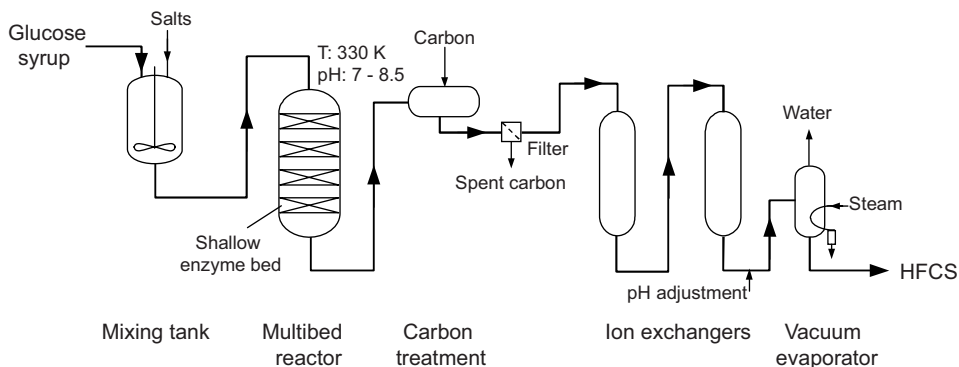 Salts
Glucose
syrup
T: 330 K
pH: 7 - 8.5
Carbon
Filter
Spent carbon
Water
Steam
Shallow
enzyme bed
pH adjustment
HFCS
Mixing tank
Multibed
reactor
Carbon
treatment
Ion exchangers
Vacuum
evaporator